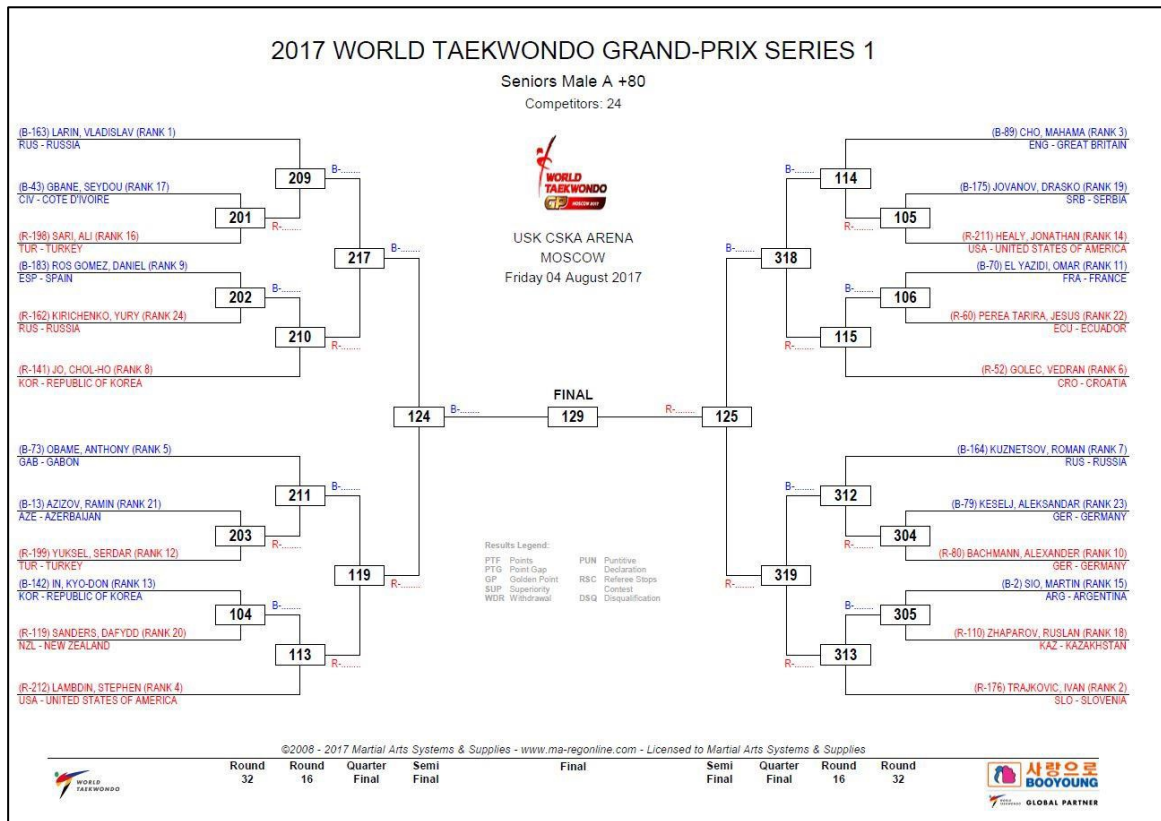 2017 WORLD TAEKWONDO GRAND-PRIX SERIES 1
Seniors Male A +80
Competitors: 24
WORLD
TAEKWONDO
GP MOSCOW 2017
USK CSKA ARENA
MOSCOW
Friday 04 August 2017
(B-163) LARIN, VLADISLAV (RANK 1)
RUS - RUSSIA
209
B-........
(B-43) GBANE, SEYDOU (RANK 17)
CIV - COTE D'IVOIRE
201
R-........
(R-198) SARI, ALI (RANK 16)
TUR - TURKEY
217
B-........
(B-183) ROS GOMEZ, DANIEL (RANK 9)
ESP - SPAIN
202
B-........
(R-162) KIRICHENKO, YURY (RANK 24)
RUS - RUSSIA
210
R-........
(R-141) JO, CHOL-HO (RANK 8)
KOR - REPUBLIC OF KOREA
124
B-........
(B-73) OBAME, ANTHONY (RANK 5)
GAB - GABON
211
B-........
(B-13) AZIZOV, RAMIN (RANK 21)
AZE - AZERBAIJAN
203
R-........
(R-199) YUKSEL, SERDAR (RANK 12)
TUR - TURKEY
119
R-........
(B-142) IN, KYO-DON (RANK 13)
KOR - REPUBLIC OF KOREA
104
B-........
(R-119) SANDERS, DAFYDD (RANK 20)
NZL - NEW ZEALAND
113
R-........
(R-212) LAMBDIN, STEPHEN (RANK 4)
USA - UNITED STATES OF AMERICA
FINAL
129
(B-89) CHO, MAHAMA (RANK 3)
ENG - GREAT BRITAIN
B-........
114
(B-175) JOVANOV, DRASKO (RANK 19)
SRB - SERBIA
R-........
105
(R-211) HEALY, JONATHAN (RANK 14)
USA - UNITED STATES OF AMERICA
B-........
318
(B-70) EL YAZIDI, OMAR (RANK 11)
FRA - FRANCE
B-........
106
(R-60) PEREA TARIRA, JESUS (RANK 22)
ECU - ECUADOR
R-........
115
(R-52) GOLEC, VEDRAN (RANK 6)
CRO - CROATIA
R-........
125
(B-164) KUZNETSOV, ROMAN (RANK 7)
RUS - RUSSIA
B-........
312
(B-79) KESELJ, ALEKSANDAR (RANK 23)
GER - GERMANY
R-........
304
(R-80) BACHMANN, ALEXANDER (RANK 10)
GER - GERMANY
R-........
319
(B-2) SIO, MARTIN (RANK 15)
ARG - ARGENTINA
B-........
305
(R-110) ZHAPAROV, RUSLAN (RANK 18)
KAZ - KAZAKHSTAN
R-........
313
(R-176) TRAJKOVIC, IVAN (RANK 2)
SLO - SLOVENIA
Results Legend:
PTF Points PUN Puntitive
PTG Point Gap Declaration
GP Golden Point RSC Referee Stops
SUP Superiority Contest
WDR Withdrawal DSQ Disqualification
©2008 - 2017 Martial Arts Systems & Supplies - www.ma-regonline.com - Licensed to Martial Arts Systems & Supplies
Round Round Quarter Semi Final Semi Quarter Round Round
32 16 Final Final Final Final 16 32
WORLD
TAEKWONDO
사랑으로
BOOYOUNG
WORLD
TAEKWONDO GLOBAL PARTNER